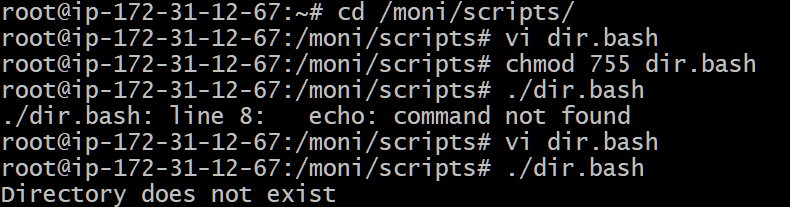 root@ip-172-31-12-67:~# cd /moni/scripts/
root@ip-172-31-12-67:/moni/scripts# vi dir.bash
root@ip-172-31-12-67:/moni/scripts# chmod 755 dir.bash
root@ip-172-31-12-67:/moni/scripts# ./dir.bash
./dir.bash: line 8:   echo: command not found
root@ip-172-31-12-67:/moni/scripts# vi dir.bash
root@ip-172-31-12-67:/moni/scripts# ./dir.bash
Directory does not exist